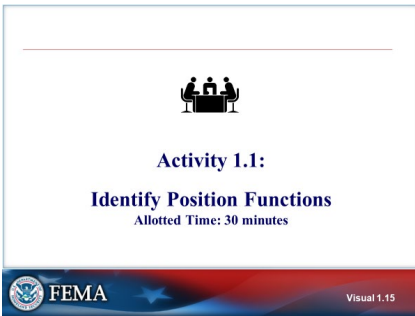 Activity 1.1:
Identify Position Functions
Allotted Time: 30 minutes
FEMA
Visual 1.15